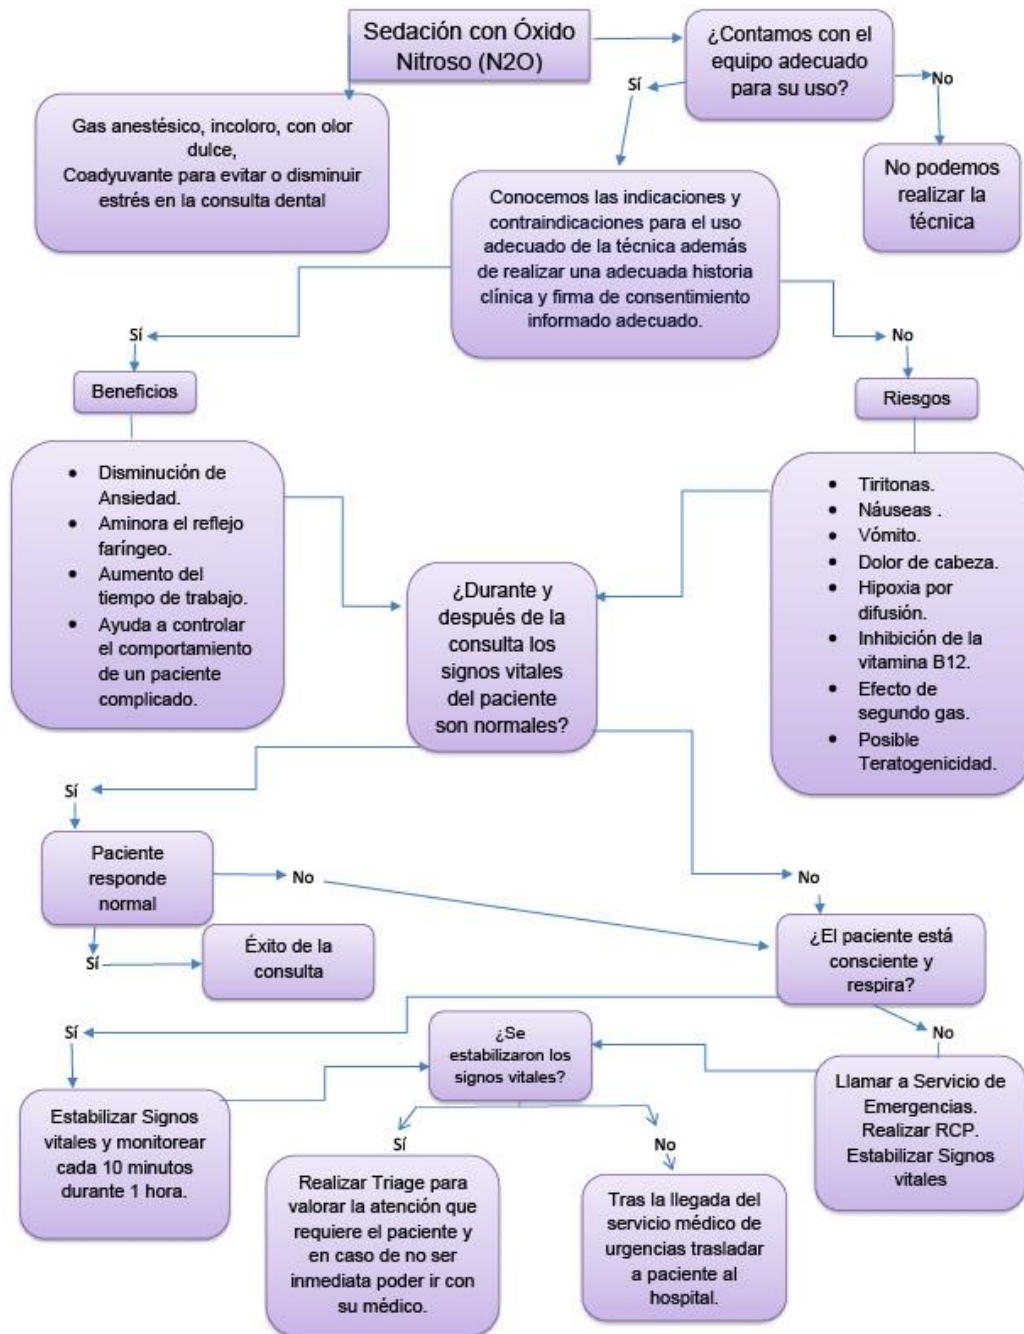 Sedación con Óxido
Nitroso (N2O)
¿Contamos con el
equipo adecuado
para su uso?
Sí
No
Gas anestésico, incoloro, con olor
dulce,
Coadyuvante para evitar o disminuir
estrés en la consulta dental
No podemos
realizar la
técnica
Conocemos las indicaciones y
contraindicaciones para el uso
adecuado de la técnica además
de realizar una adecuada historia
clínica y firma de consentimiento
informado adecuado.
Sí
No
Beneficios
Riesgos
• Disminución de
Ansiedad.
• Aminora el reflejo
faríngeo.
• Aumento del
tiempo de trabajo.
• Ayuda a controlar
el comportamiento
de un paciente
complicado.
¿Durante y
después de la
consulta los
signos vitales
del paciente
son normales?
• Tiritonas.
• Náuseas .
• Vómito.
• Dolor de cabeza.
• Hipoxia por
difusión.
• Inhibición de la
vitamina B12.
• Efecto de
segundo gas.
• Posible
Teratogenicidad.
Sí
No
Paciente
responde
normal
No
Sí
Éxito de la
consulta
¿El paciente está
consciente y
respira?
Sí
No
¿Se
estabilizaron los
signos vitales?
Estabilizar Signos
vitales y monitorear
cada 10 minutos
durante 1 hora.
Llamar a Servicio de
Emergencias.
Realizar RCP.
Estabilizar Signos
vitales
Sí
No
Realizar Triage para
valorar la atención que
requiere el paciente y
en caso de no ser
inmediata poder ir con
su médico.
Tras la llegada del
servicio médico de
urgencias trasladar
a paciente al
hospital.